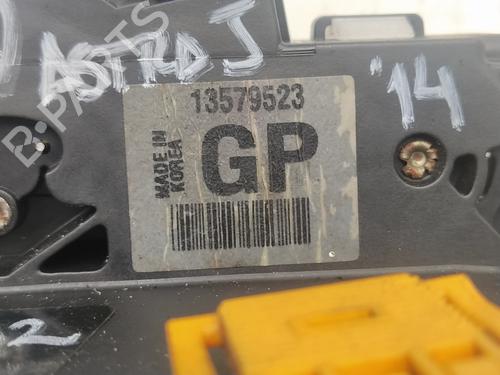 ASTRA J
'14
B-PARTS
13579523
MADE IN
KOREA
GP
2